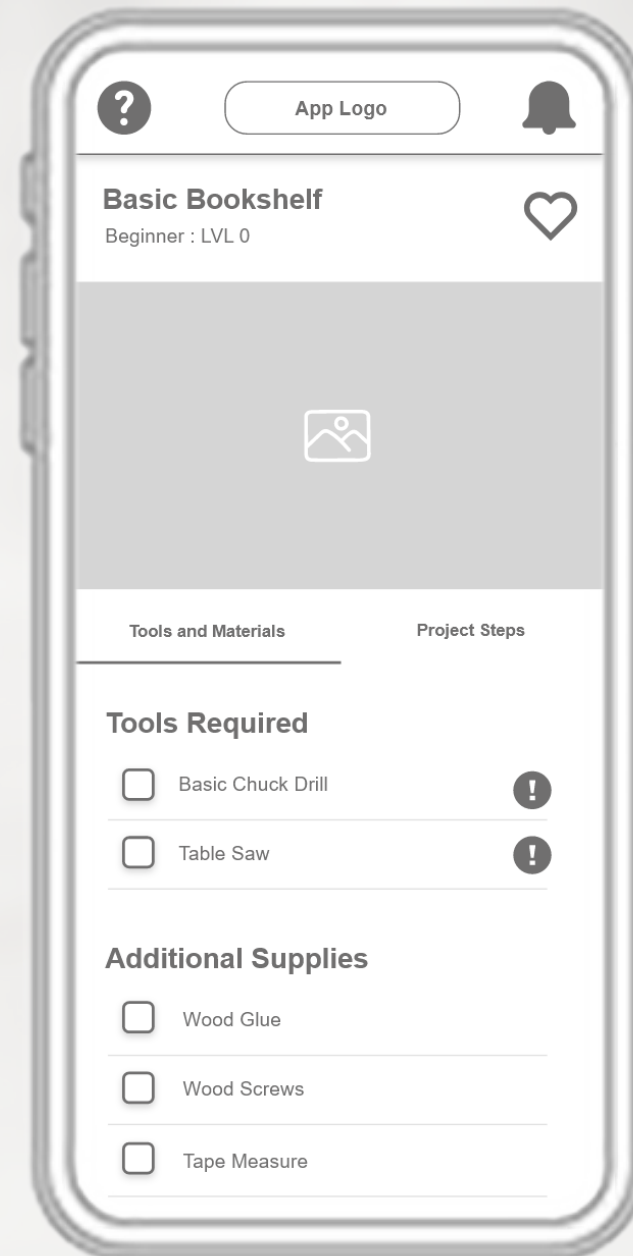 ?
App Logo
Basic Bookshelf
Beginner : LVL 0
Tools and Materials
Project Steps
Tools Required
Basic Chuck Drill
!
Table Saw
!
Additional Supplies
Wood Glue
Wood Screws
Tape Measure